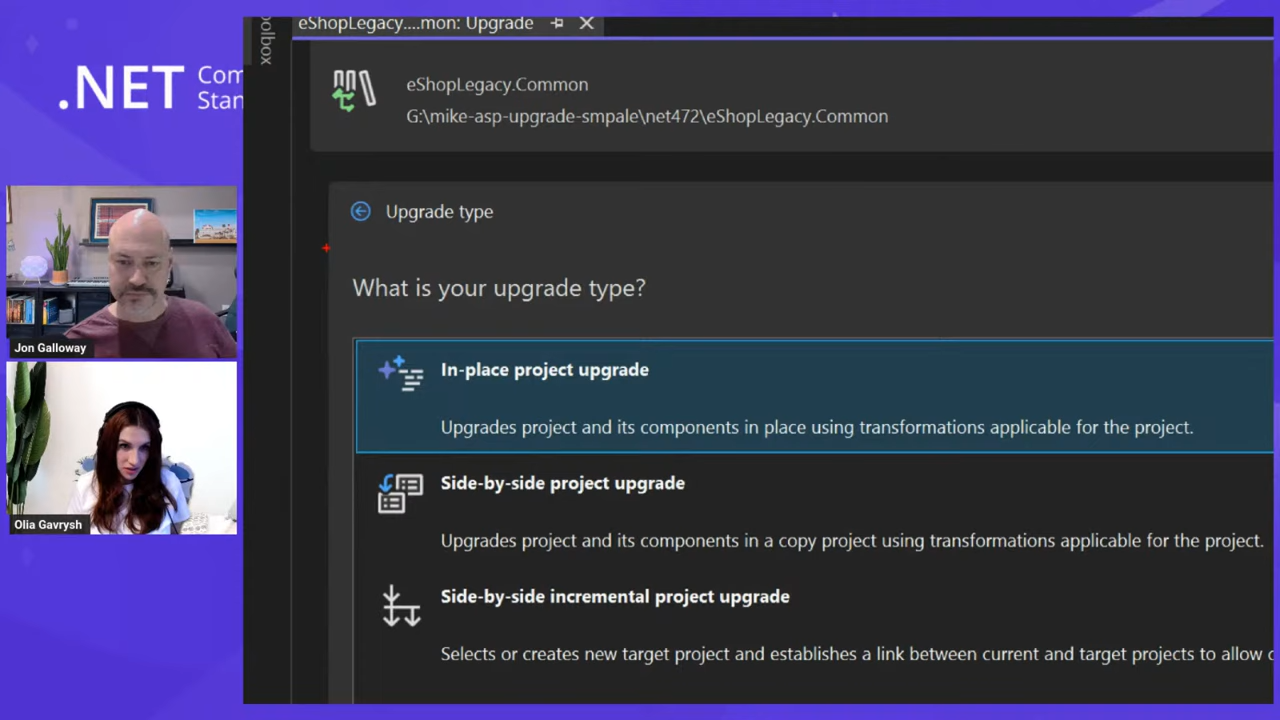 .NET Com
Stan
Jon Galloway
Olia Gavrysh
oolbox
eShopLegacy....mon: Upgrade
eShopLegacy.Common
G:\mike-asp-upgrade-smpale\net472\eShopLegacy.Common
Upgrade type
What is your upgrade type?
In-place project upgrade
Upgrades project and its components in place using transformations applicable for the project.
Side-by-side project upgrade
Upgrades project and its components in a copy project using transformations applicable for the project.
Side-by-side incremental project upgrade
Selects or creates new target project and establishes a link between current and target projects to allow